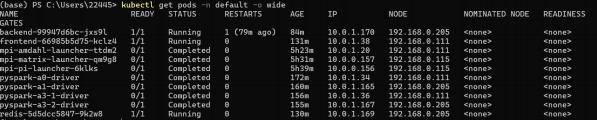 (base) PS C:\Users\22445> kubectl get pods -n default -o wide
NAME READY STATUS RESTARTS AGE IP NODE NOMINATED NODE READINESS
GATES
backend-99947d6bc-jxs9l 1/1 Running 1 (79m ago) 84m 10.0.1.170 192.168.0.205 <none> <none>
frontend-66985b5d75-kclz4 1/1 Running 0 131m 10.0.1.38 192.168.0.111 <none> <none>
mpi-amdahl-launcher-ttdm2 0/1 Completed 0 5h23m 10.0.1.20 192.168.0.111 <none> <none>
mpi-matrix-launcher-qm9g8 0/1 Completed 0 5h31m 10.0.0.157 192.168.0.115 <none> <none>
mpi-pi-launcher-6klks 0/1 Completed 0 5h39m 10.0.0.156 192.168.0.115 <none> <none>
pyspark-a0-driver 0/1 Completed 0 172m 10.0.1.34 192.168.0.111 <none> <none>
pyspark-a1-driver 0/1 Completed 0 160m 10.0.1.165 192.168.0.205 <none> <none>
pyspark-a3-1-driver 0/1 Completed 0 156m 10.0.1.36 192.168.0.111 <none> <none>
pyspark-a3-2-driver 0/1 Completed 0 155m 10.0.1.167 192.168.0.205 <none> <none>
redis-5d5dcc5847-9k2w8 1/1 Running 0 130m 10.0.1.169 192.168.0.205 <none> <none>